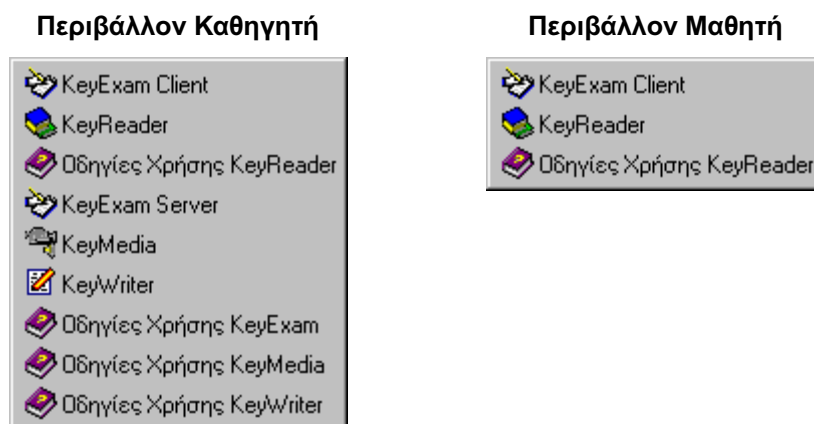 Περιβάλλον Καθηγητή
KeyExam Client
KeyReader
Οδηγίες Χρήσης KeyReader
KeyExam Server
KeyMedia
KeyWriter
Οδηγίες Χρήσης KeyExam
Οδηγίες Χρήσης KeyMedia
Οδηγίες Χρήσης KeyWriter
Περιβάλλον Μαθητή
KeyExam Client
KeyReader
Οδηγίες Χρήσης KeyReader